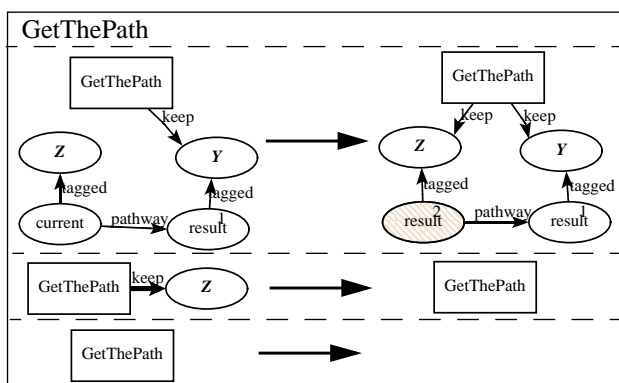 GetThePath
GetThePath
GetThePath
keep
keep
keep
Z
Y
Z
Y
tagged
tagged
tagged
tagged
current
pathway
result 1
result 2
pathway
result 1
GetThePath
keep
Z
GetThePath
GetThePath